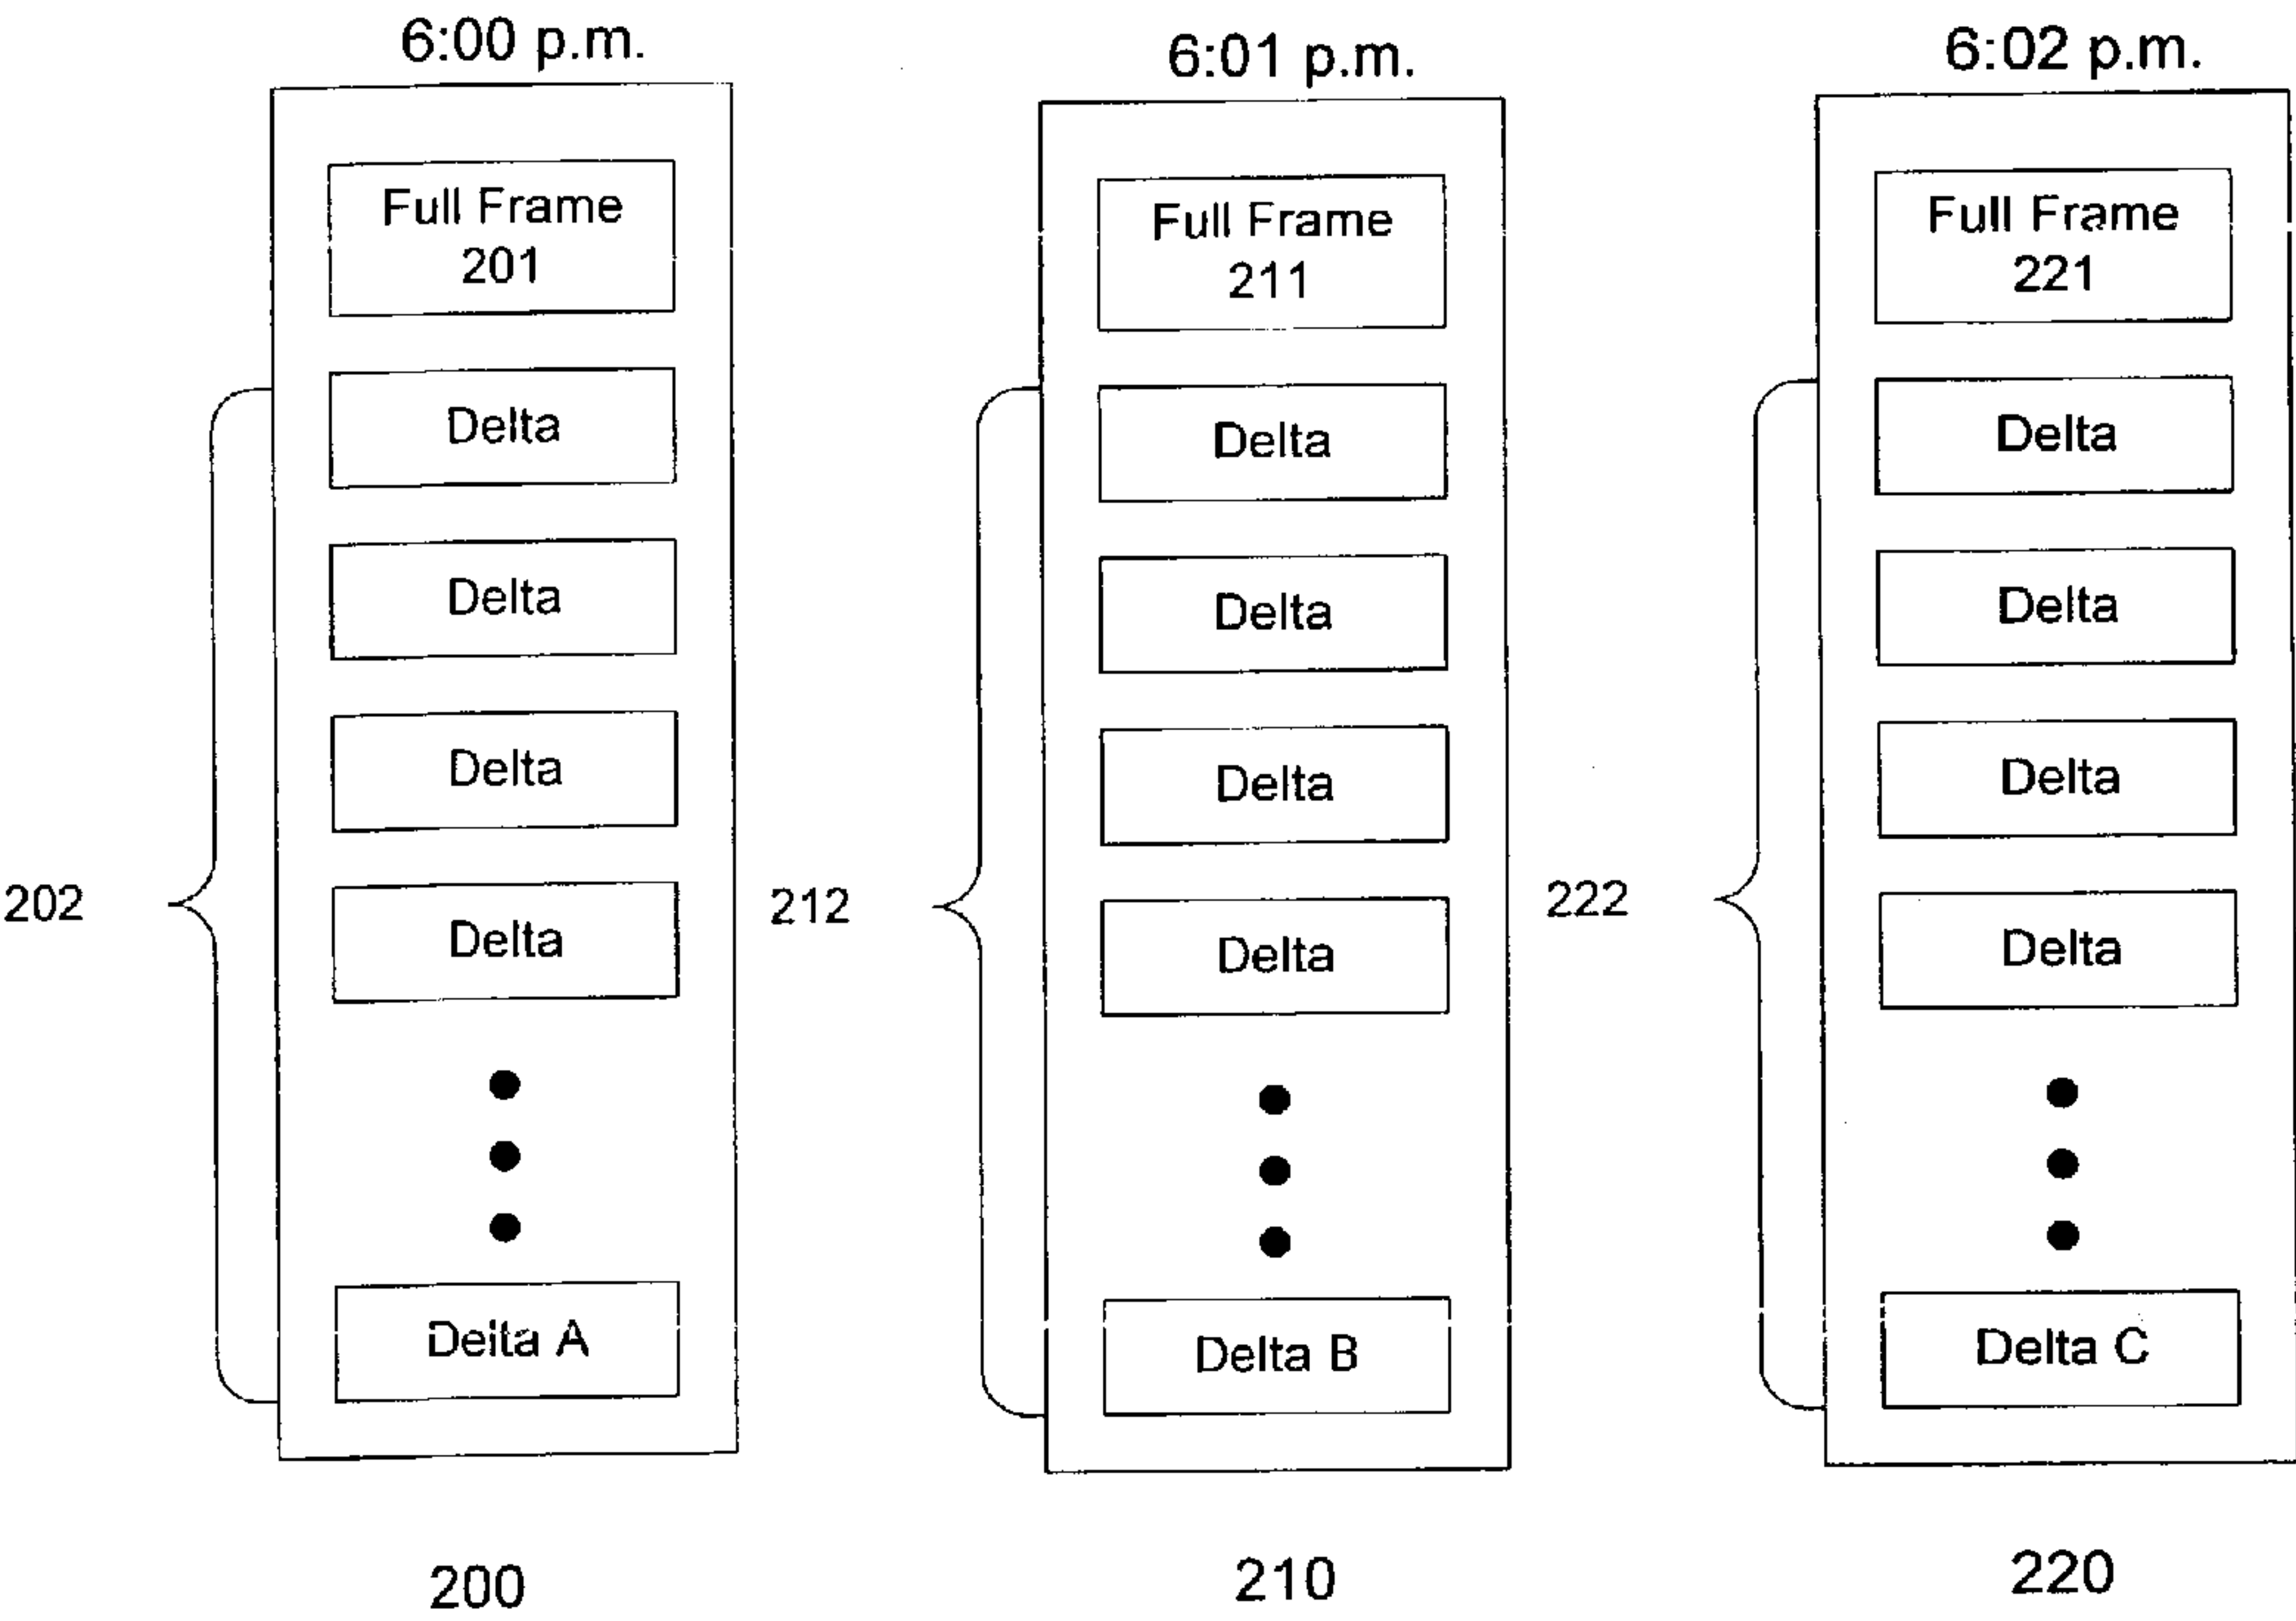 6:00 p.m.
Full Frame
201
Delta
Delta
Delta
Delta
Delta A
202
200
6:01 p.m.
Full Frame
211
Delta
Delta
Delta
Delta
Delta B
212
210
6:02 p.m.
Full Frame
221
Delta
Delta
Delta
Delta
Delta C
222
220